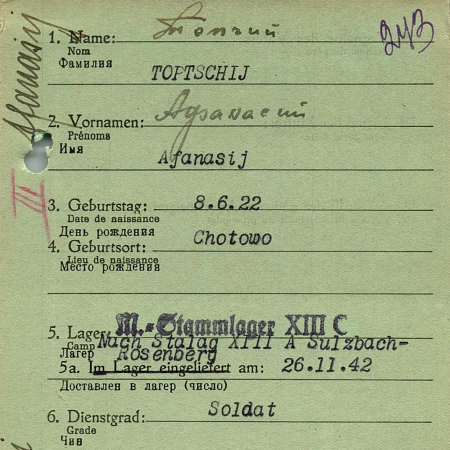 243
1. Name: Топчий
Nom
Фамилия
TOPTSCHIJ
2. Vornamen: Афанасий
Prénoms
Имя
Afanasij
Afanasij
III
3. Geburtstag: 8.6.22
Date de naissance
День рождения
4. Geburtsort: Chotowo
Lieu de naissance
Место рождения
5. Lager: M.-Stammlager XIII C
Camp Nach Stalag XIII A Sulzbach-
Лагер Rosenberg
5a. Im Lager eingeliefert am: 26.11.42
Доставлен в лагер (число)
6. Dienstgrad: Soldat
Grade
Чин